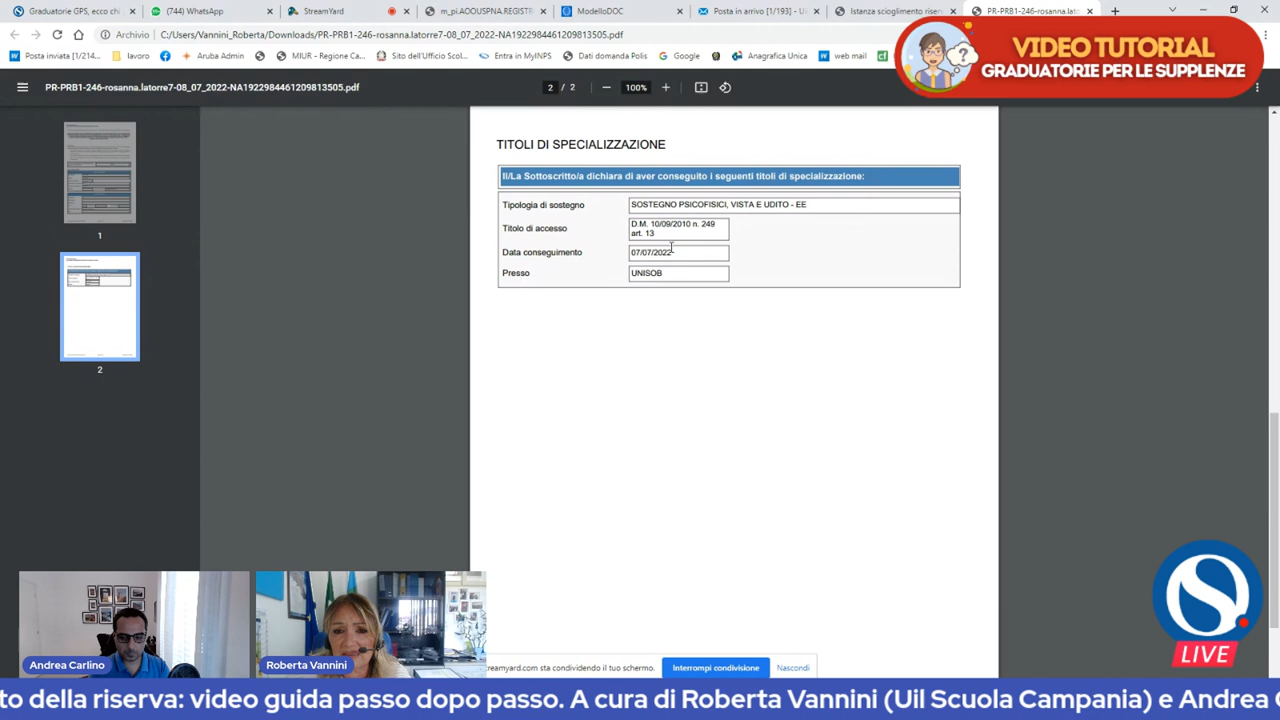 Graduatorie GPS, ecco chi
(744) WhatsApp
StreamYard
m_pi.AOOUSPNA.REGISTR
ModelloDOC
Posta in arrivo [1/193] - U
Istanza scioglimento riser
PR-PRB1-246-rosanna.lato
Archivio
C:/Users/Vannini_Roberta/Downloads/PR-PRB1-246-rosanna.latorre7-08_07_2022-NA1922984461209813505.pdf
Posta inviata [1/214...
lavoro
Aruba Admin
MIUR - Regione Ca...
Sito dell'Ufficio Scol...
Entra in MyINPS
Dati domanda Polis
Google
Anagrafica Unica
web mail
VIDEO TUTORIAL
GRADUATORIE PER LE SUPPLENZE
PR-PRB1-246-rosanna.latorre7-08_07_2022-NA1922984461209813505.pdf
2 / 2
100%
1
2
TITOLI DI SPECIALIZZAZIONE
Il/La Sottoscritto/a dichiara di aver conseguito i seguenti titoli di specializzazione:
Tipologia di sostegno
SOSTEGNO PSICOFISICI, VISTA E UDITO - EE
Titolo di accesso
D.M. 10/09/2010 n. 249
art. 13
Data conseguimento
07/07/2022
Presso
UNISOB
Andrea Carlino
Roberta Vannini
creamyard.com sta condividendo il tuo schermo.
Interrompi condivisione
Nascondi
S
LIVE
to della riserva: video guida passo dopo passo. A cura di Roberta Vannini (Uil Scuola Campania) e Andrea C